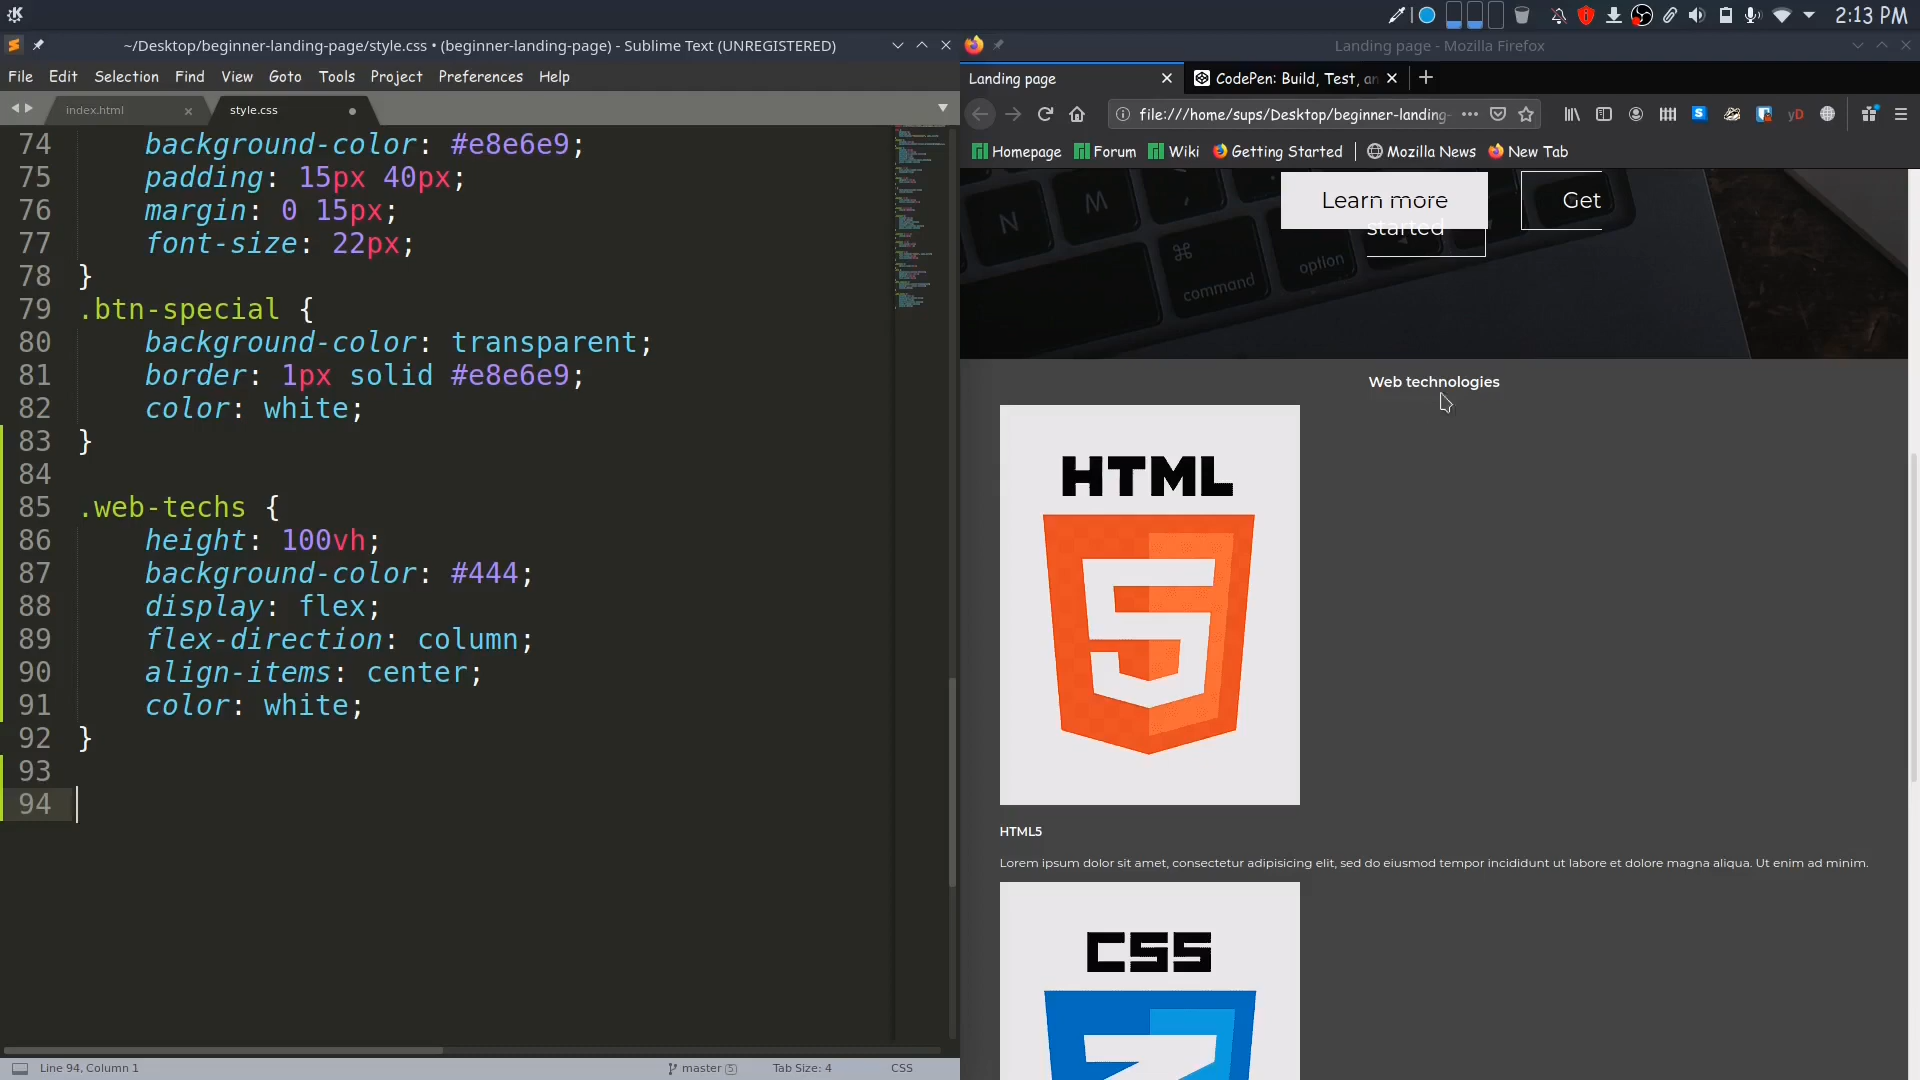 2:13 PM
~/Desktop/beginner-landing-page/style.css • (beginner-landing-page) - Sublime Text (UNREGISTERED)
File Edit Selection Find View Goto Tools Project Preferences Help
index.html
style.css
74 background-color: #e8e6e9;
75 padding: 15px 40px;
76 margin: 0 15px;
77 font-size: 22px;
78 }
79 .btn-special {
80 background-color: transparent;
81 border: 1px solid #e8e6e9;
82 color: white;
83 }
84
85 .web-techs {
86 height: 100vh;
87 background-color: #444;
88 display: flex;
89 flex-direction: column;
90 align-items: center;
91 color: white;
92 }
93
94
Line 94, Column 1
master 5
Tab Size: 4
CSS
Landing page - Mozilla Firefox
Landing page
CodePen: Build, Test, an
file:///home/sups/Desktop/beginner-landing-
Homepage Forum Wiki Getting Started Mozilla News New Tab
Learn more
Get
started
N
M
⌘
command
option
Web technologies
HTML
5
HTML5
Lorem ipsum dolor sit amet, consectetur adipisicing elit, sed do eiusmod tempor incididunt ut labore et dolore magna aliqua. Ut enim ad minim.
CSS